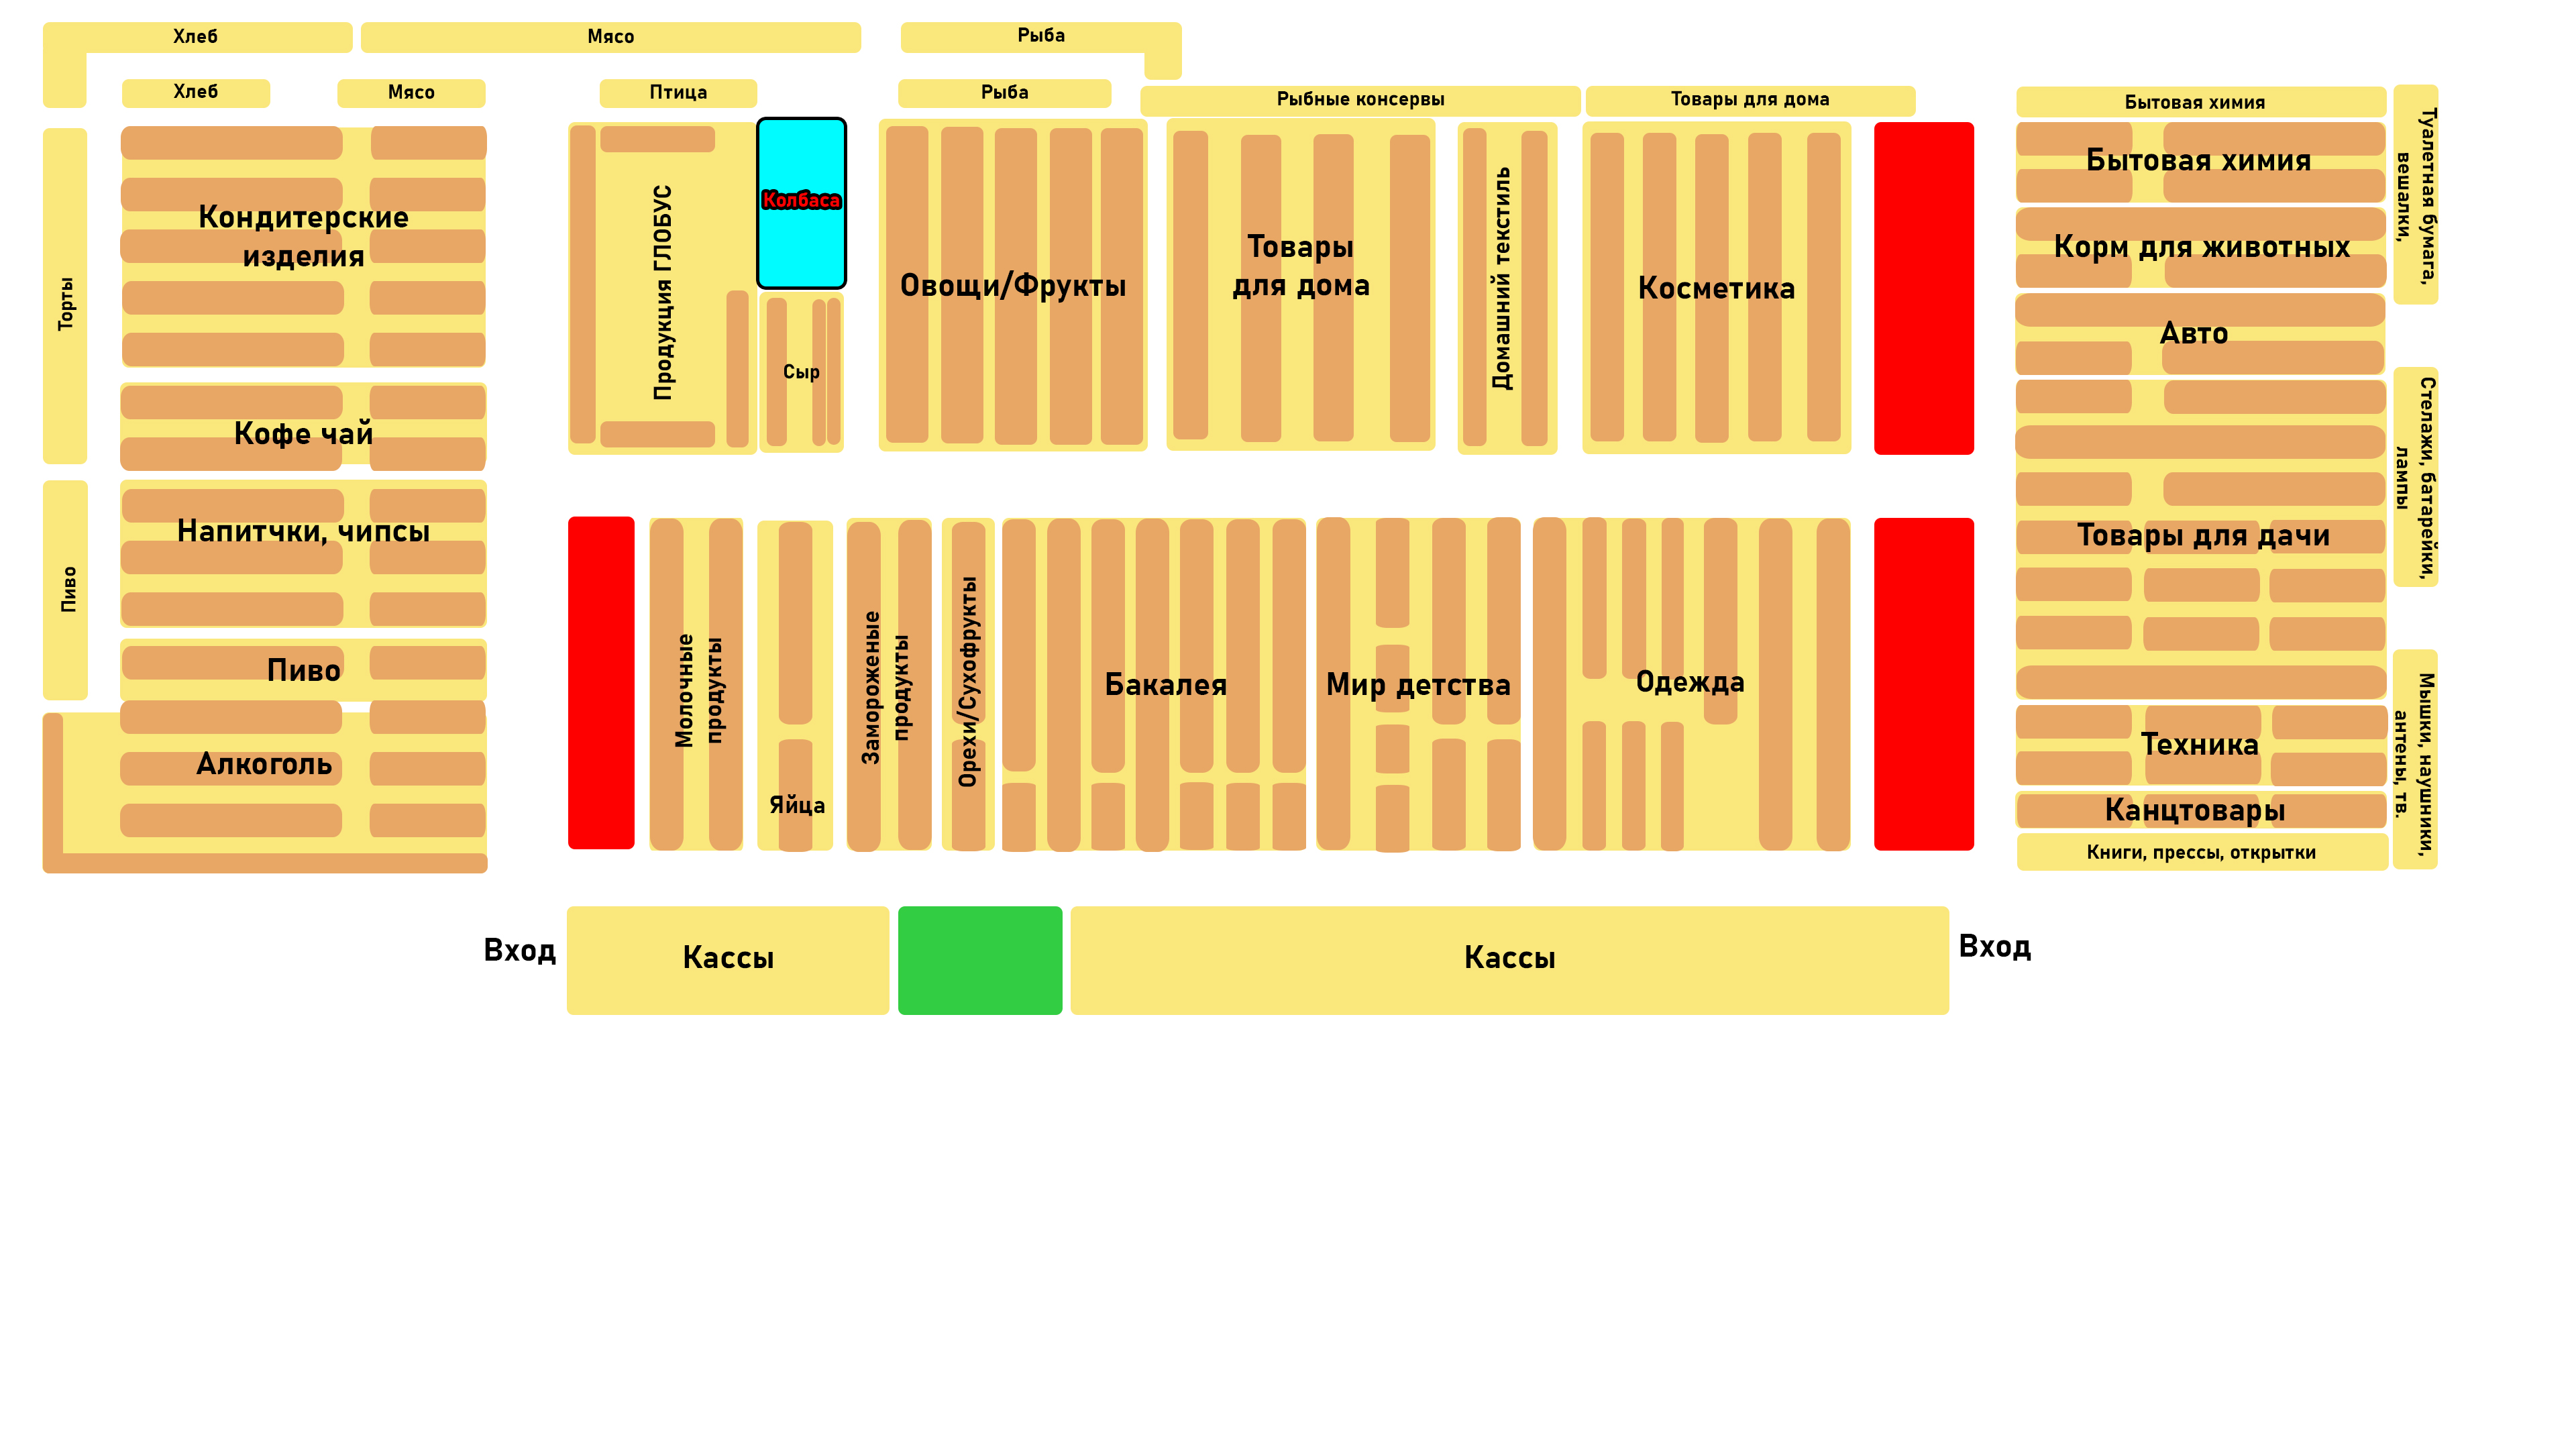 Хлеб
Мясо
Рыба
Хлеб
Мясо
Птица
Рыба
Рыбные консервы
Товары для дома
Бытовая химия
Туалетная бумага,
вешалки,
Торты
Кондитерские
изделия
Продукция ГЛОБУС
Колбаса
Сыр
Овощи/Фрукты
Товары
для дома
Домашний текстиль
Косметика
Бытовая химия
Корм для животных
Авто
Стелажи, батарейки,
лампы
Кофе чай
Напитчки, чипсы
Пиво
Пиво
Алкоголь
Молочные
продукты
Яйца
Замороженые
продукты
Орехи/Сухофрукты
Бакалея
Мир детства
Одежда
Товары для дачи
Техника
Канцтовары
Книги, прессы, открытки
Мышки, наушники,
антены, тв.
Вход
Кассы
Кассы
Вход